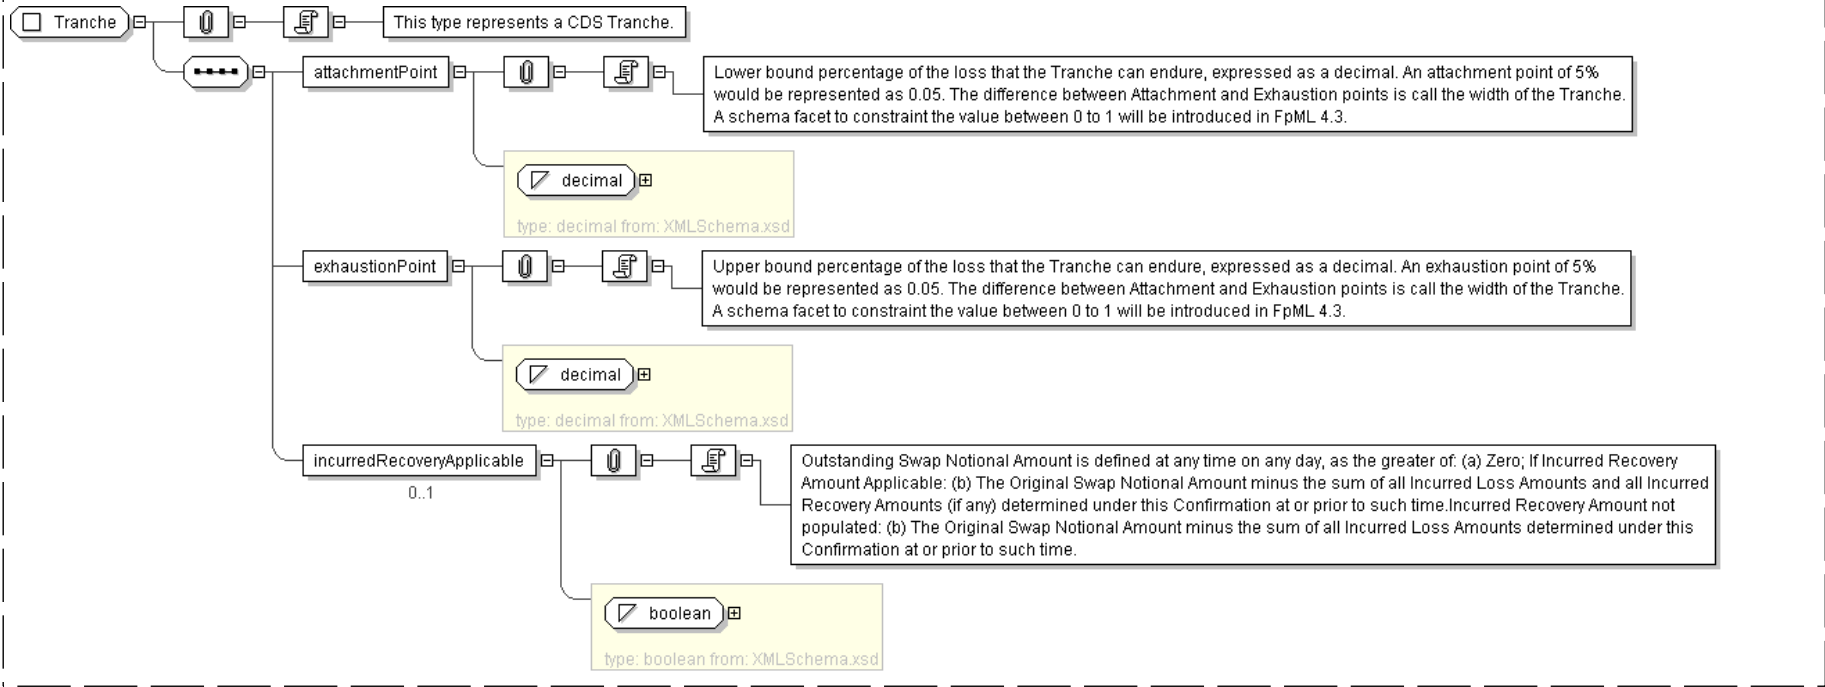 Tranche
This type represents a CDS Tranche.
attachmentPoint
Lower bound percentage of the loss that the Tranche can endure, expressed as a decimal. An attachment point of 5%
would be represented as 0.05. The difference between Attachment and Exhaustion points is call the width of the Tranche.
A schema facet to constraint the value between 0 to 1 will be introduced in FpML 4.3.
decimal
type: decimal from: XMLSchema.xsd
exhaustionPoint
Upper bound percentage of the loss that the Tranche can endure, expressed as a decimal. An exhaustion point of 5%
would be represented as 0.05. The difference between Attachment and Exhaustion points is call the width of the Tranche.
A schema facet to constraint the value between 0 to 1 will be introduced in FpML 4.3.
decimal
type: decimal from: XMLSchema.xsd
incurredRecoveryApplicable
0..1
Outstanding Swap Notional Amount is defined at any time on any day, as the greater of: (a) Zero; If Incurred Recovery
Amount Applicable: (b) The Original Swap Notional Amount minus the sum of all Incurred Loss Amounts and all Incurred
Recovery Amounts (if any) determined under this Confirmation at or prior to such time.Incurred Recovery Amount not
populated: (b) The Original Swap Notional Amount minus the sum of all Incurred Loss Amounts determined under this
Confirmation at or prior to such time.
boolean
type: boolean from: XMLSchema.xsd